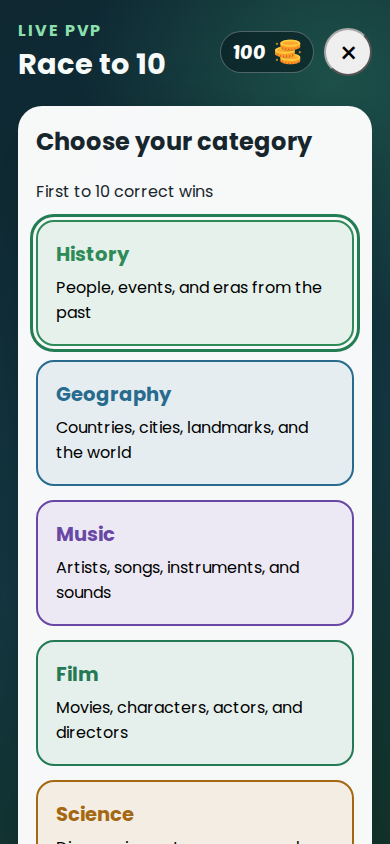 LIVE PVP
Race to 10
100
Choose your category
First to 10 correct wins
History
People, events, and eras from the
past
Geography
Countries, cities, landmarks, and
the world
Music
Artists, songs, instruments, and
sounds
Film
Movies, characters, actors, and
directors
Science